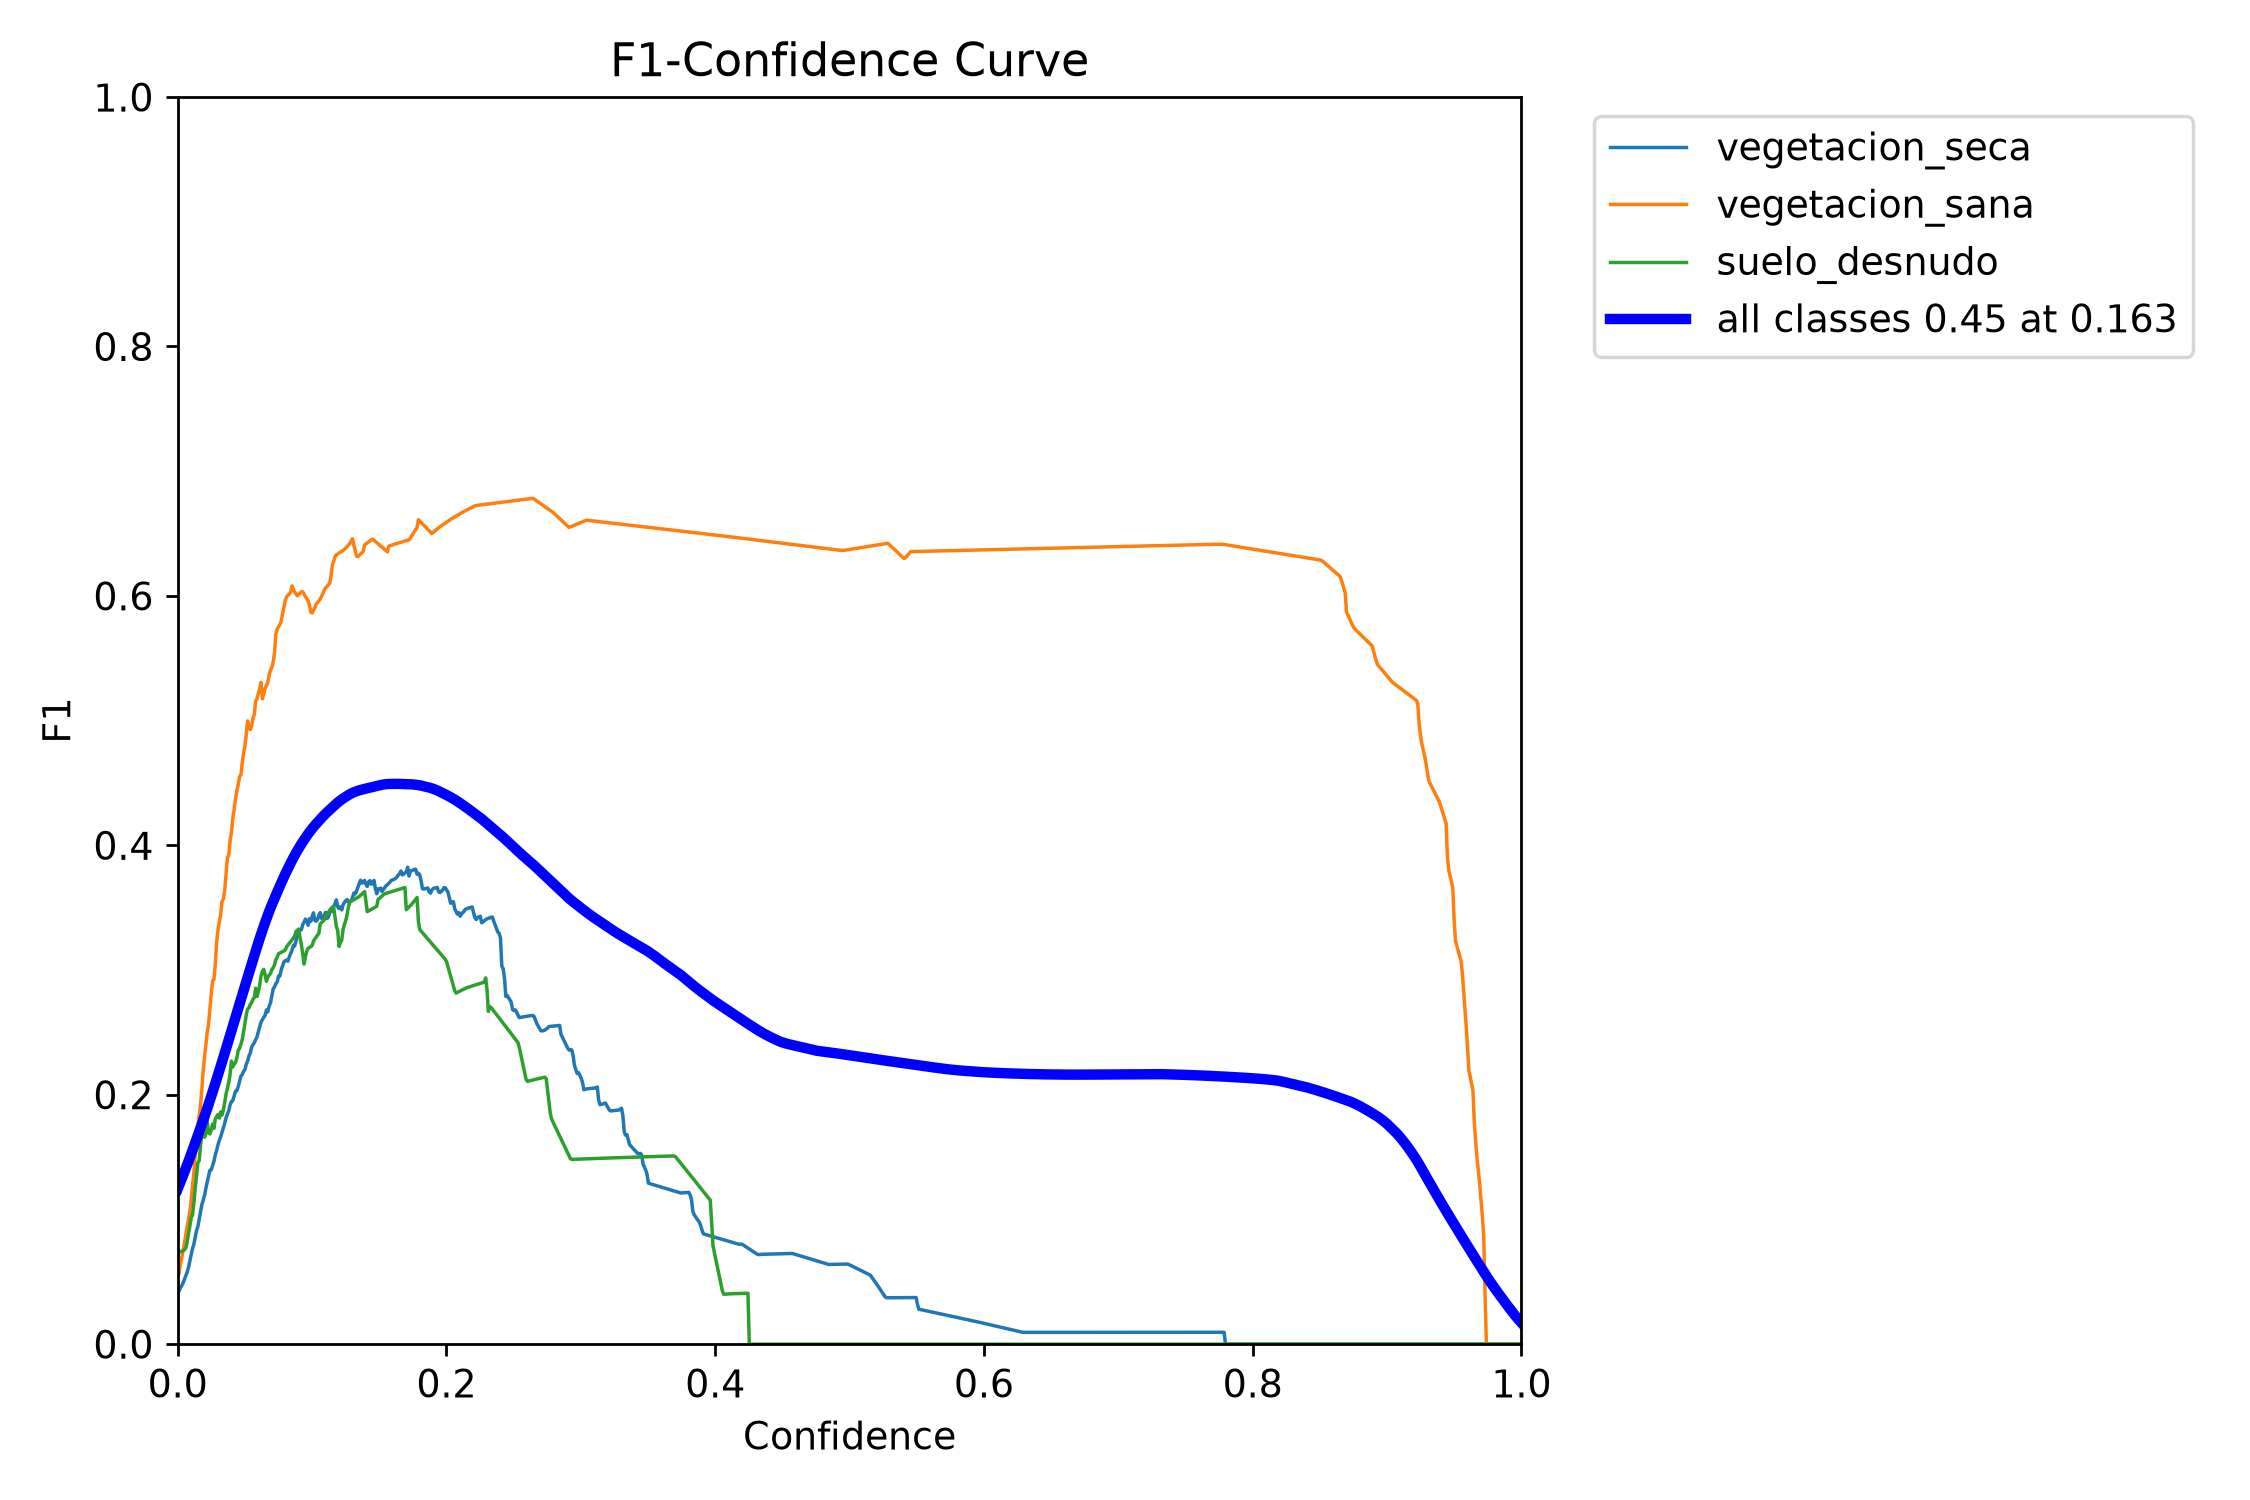 F1-Confidence Curve
1.0
0.8
0.6
0.4
0.2
0.0
F1
0.0 0.2 0.4 0.6 0.8 1.0
Confidence
vegetacion_seca
vegetacion_sana
suelo_desnudo
all classes 0.45 at 0.163